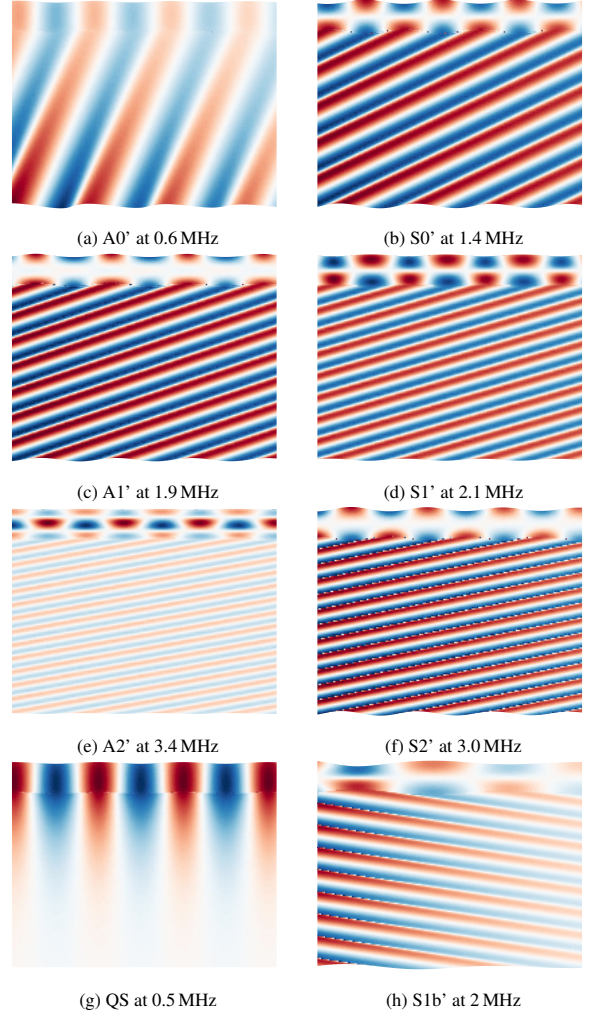 (a) A0’ at 0.6 MHz
(b) S0’ at 1.4 MHz
(c) A1’ at 1.9 MHz
(d) S1’ at 2.1 MHz
(e) A2’ at 3.4 MHz
(f) S2’ at 3.0 MHz
(g) QS at 0.5 MHz
(h) S1b’ at 2 MHz